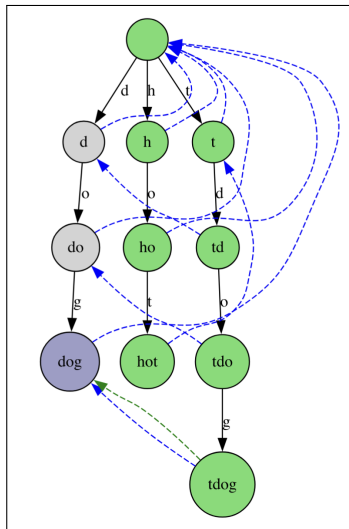 d h t
d h t
o o d
do ho td
g t o
dog hot tdo
g
tdog